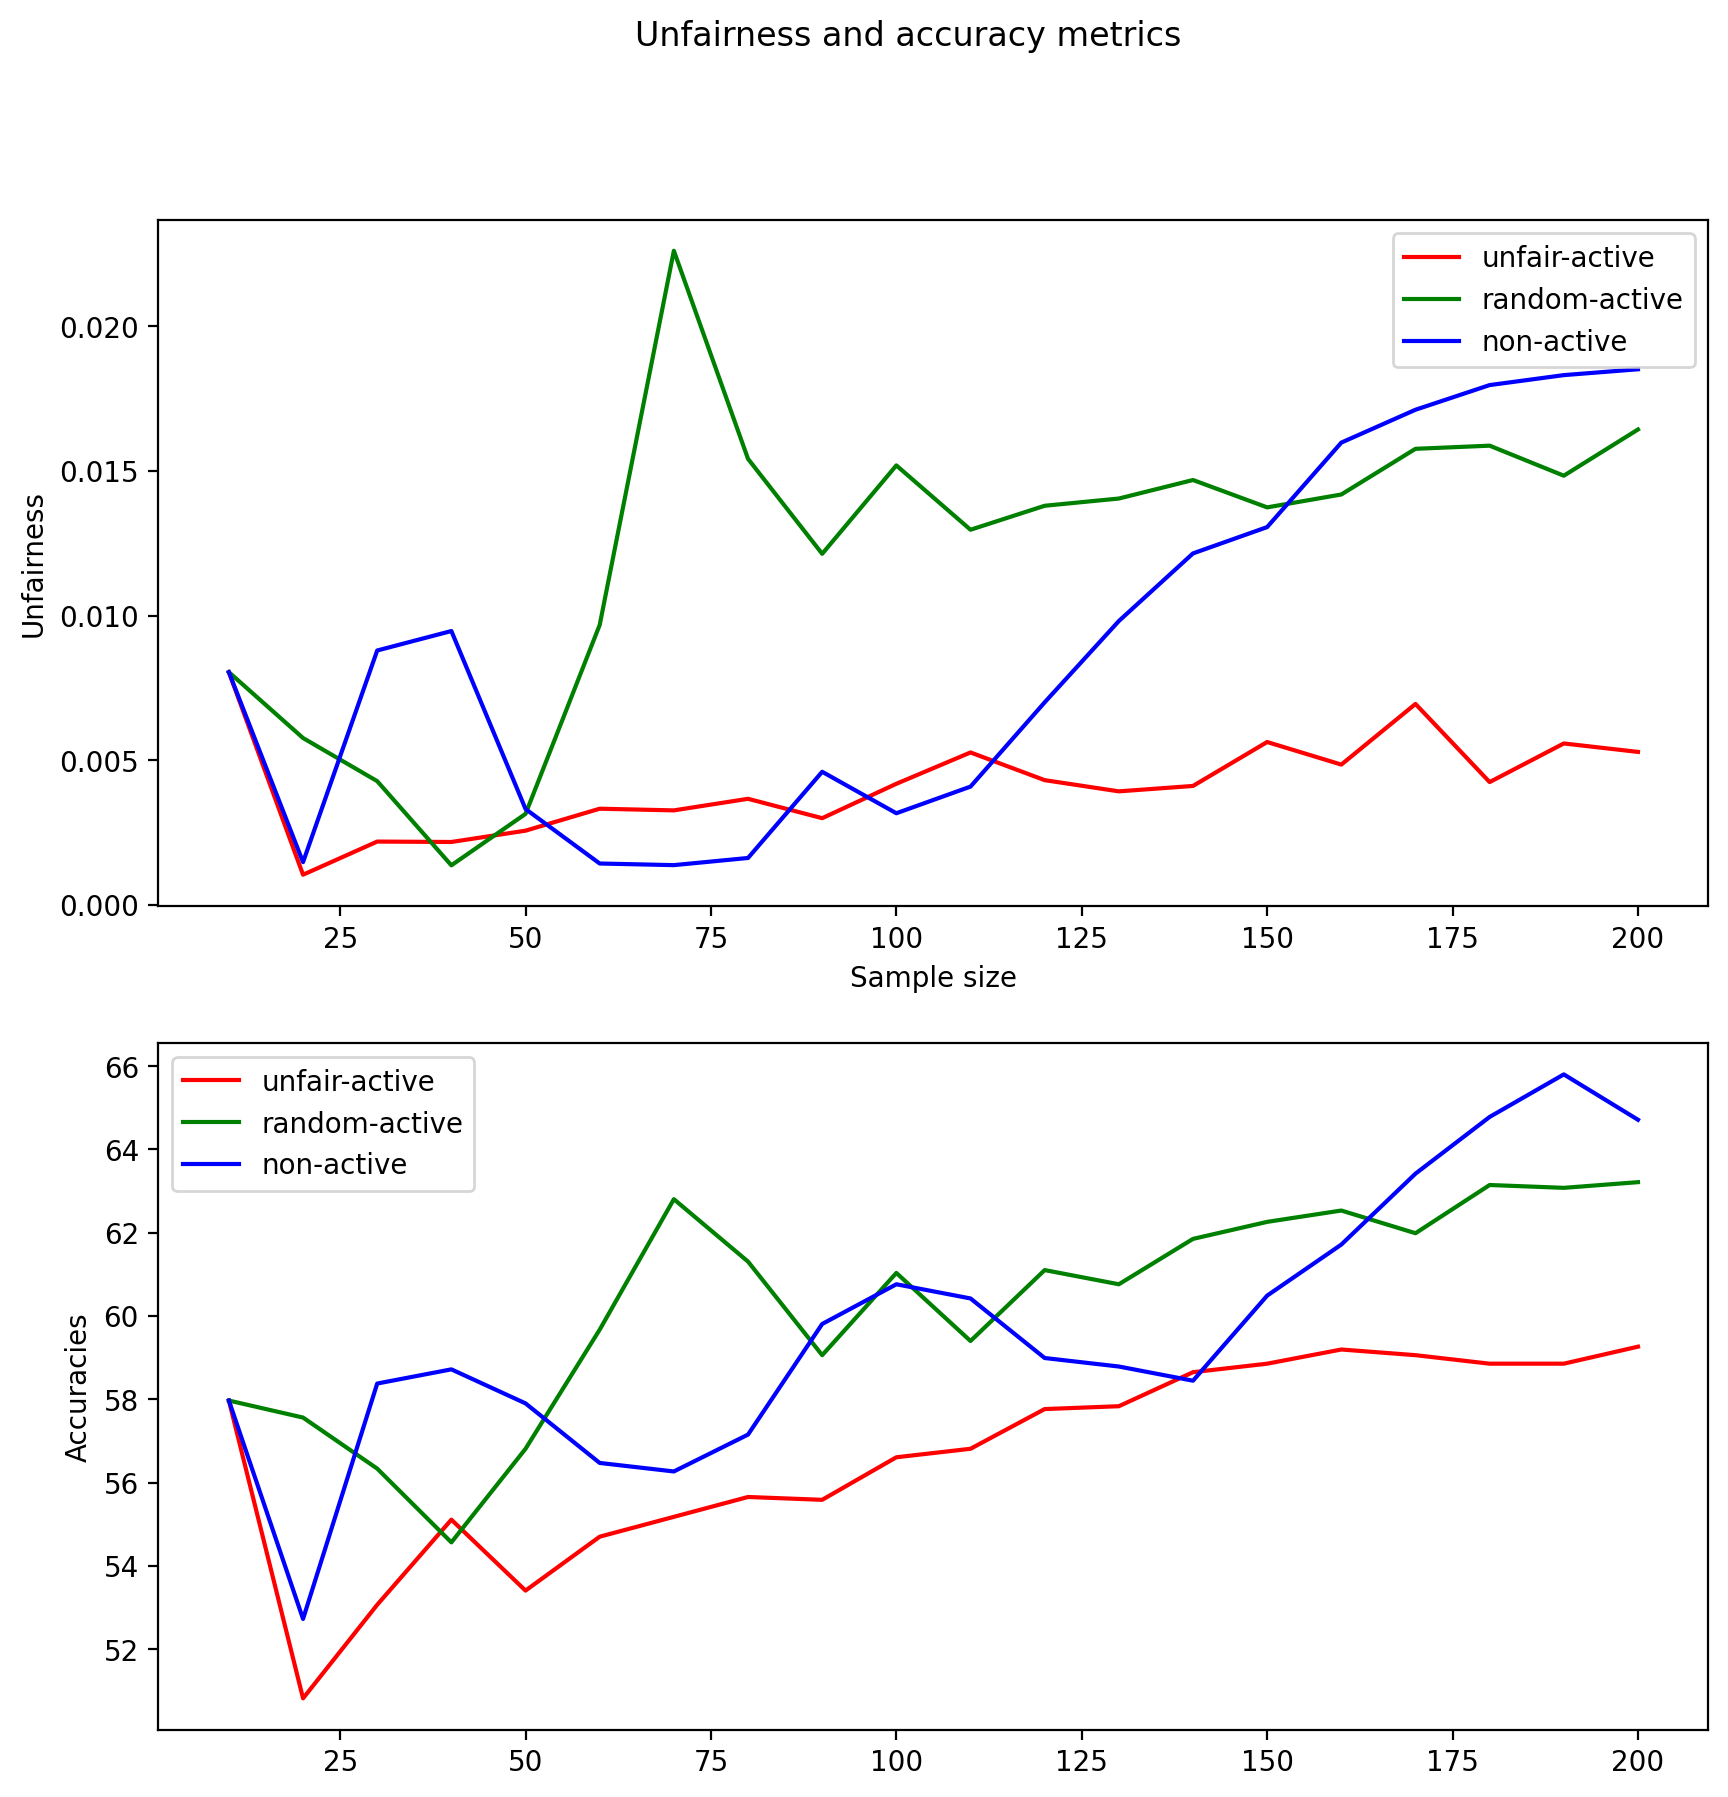 Unfairness and accuracy metrics
unfair-active
random-active
non-active
Unfairness
0.020
0.015
0.010
0.005
0.000
25 50 75 100 125 150 175 200
Sample size
unfair-active
random-active
non-active
Accuracies
66
64
62
60
58
56
54
52
25 50 75 100 125 150 175 200